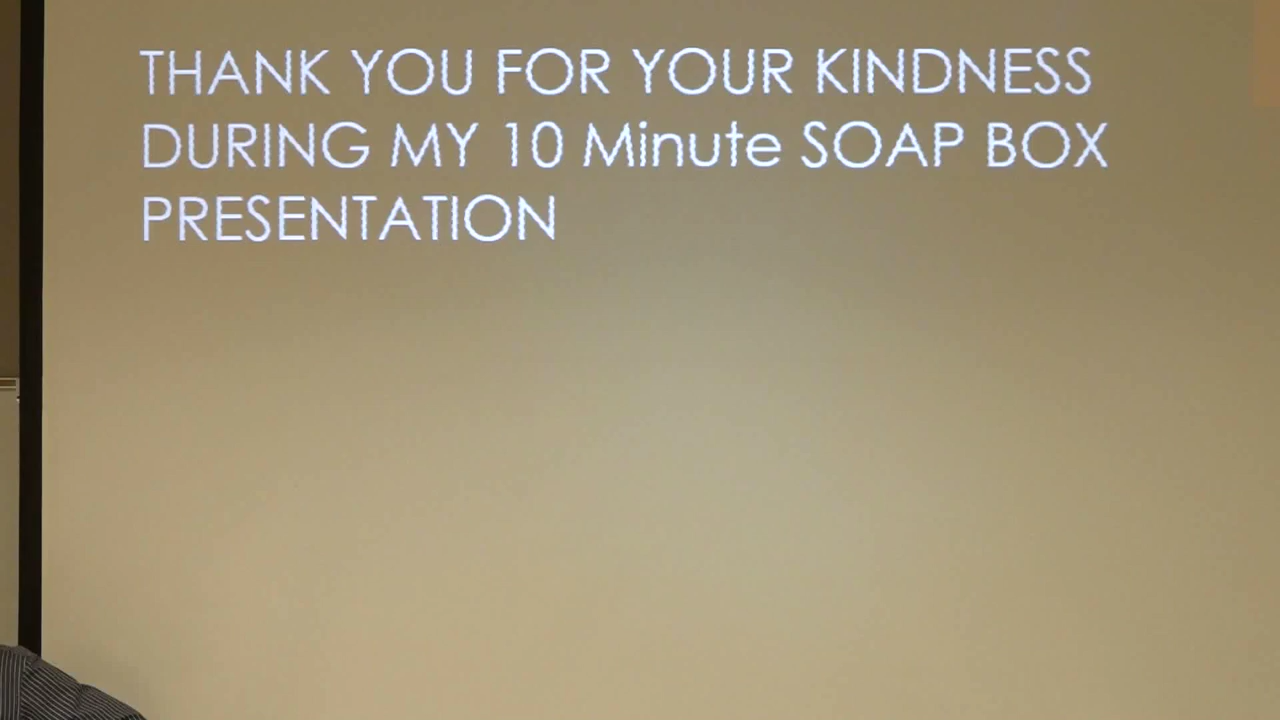 THANK YOU FOR YOUR KINDNESS
DURING MY 10 Minute SOAP BOX
PRESENTATION